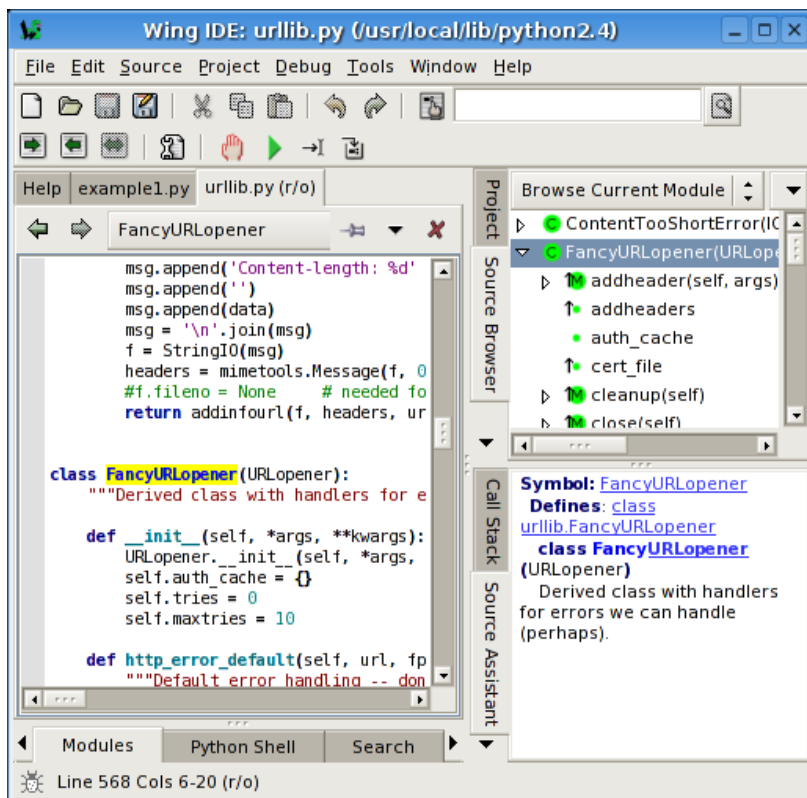 Wing IDE: urllib.py (/usr/local/lib/python2.4)
File Edit Source Project Debug Tools Window Help
Help example1.py urllib.py (r/o)
FancyURLopener
msg.append('Content-length: %d'
msg.append('')
msg.append(data)
msg = '\n'.join(msg)
f = StringIO(msg)
headers = mimetools.Message(f, 0
#f.fileno = None # needed fo
return addinfourl(f, headers, ur
class FancyURLopener(URLopener):
"""Derived class with handlers for e
def __init__(self, *args, **kwargs):
URLopener.__init__(self, *args,
self.auth_cache = {}
self.tries = 0
self.maxtries = 10
def http_error_default(self, url, fp
"""Default error handling -- don
Modules Python Shell Search
Line 568 Cols 6-20 (r/o)
Project
Source Browser
Browse Current Module
ContentTooShortError(IO
FancyURLopener(URLope
addheader(self, args)
addheaders
auth_cache
cert_file
cleanup(self)
close(self)
Call Stack
Source Assistant
Symbol: FancyURLopener
Defines: class
urllib.FancyURLopener
class FancyURLopener
(URLopener)
Derived class with handlers
for errors we can handle
(perhaps).